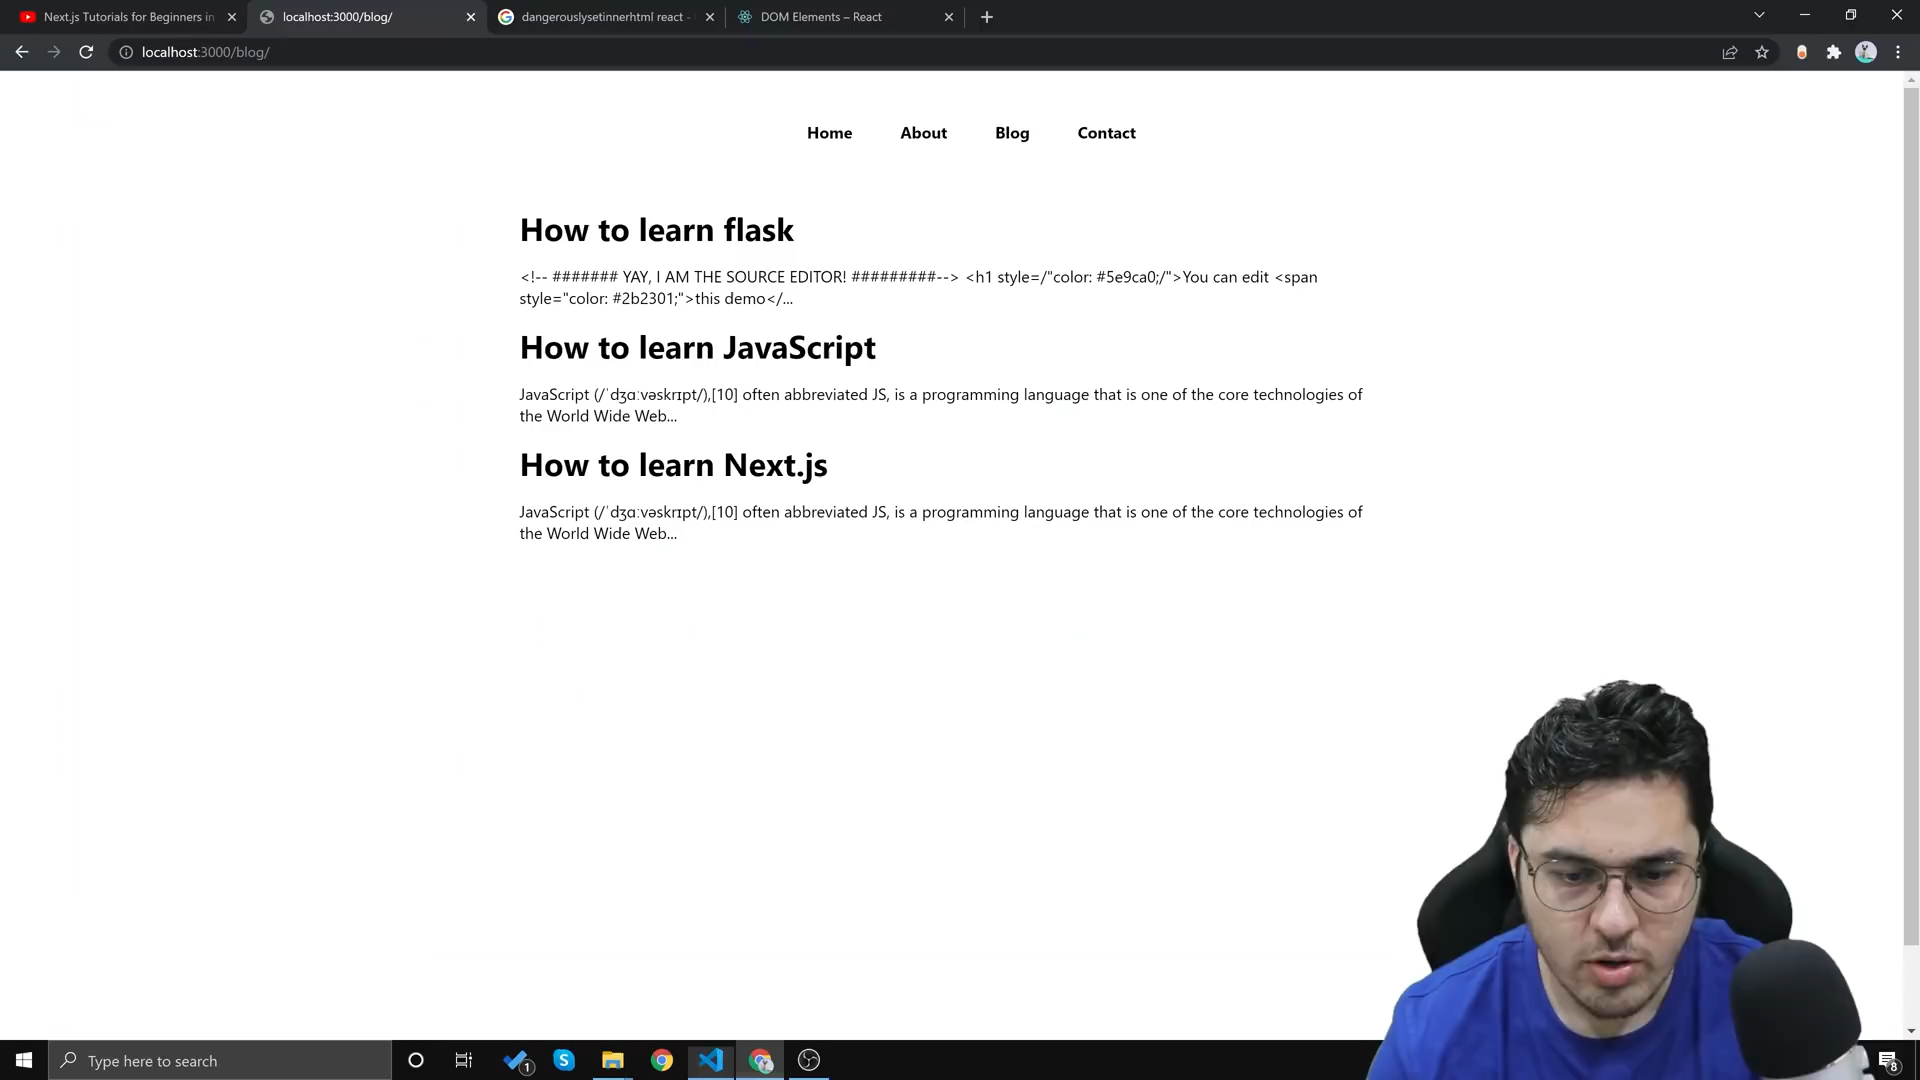 Next.js Tutorials for Beginners in
localhost:3000/blog/
dangerouslysetinnerhtml react -
DOM Elements – React
localhost:3000/blog/
Home About Blog Contact
How to learn flask
<!-- ####### YAY, I AM THE SOURCE EDITOR! #########--> <h1 style=/"color: #5e9ca0;/">You can edit <span
style="color: #2b2301;">this demo</...
How to learn JavaScript
JavaScript (/ˈdʒɑːvəskrɪpt/),[10] often abbreviated JS, is a programming language that is one of the core technologies of
the World Wide Web...
How to learn Next.js
JavaScript (/ˈdʒɑːvəskrɪpt/),[10] often abbreviated JS, is a programming language that is one of the core technologies of
the World Wide Web...
Type here to search
1
S
8